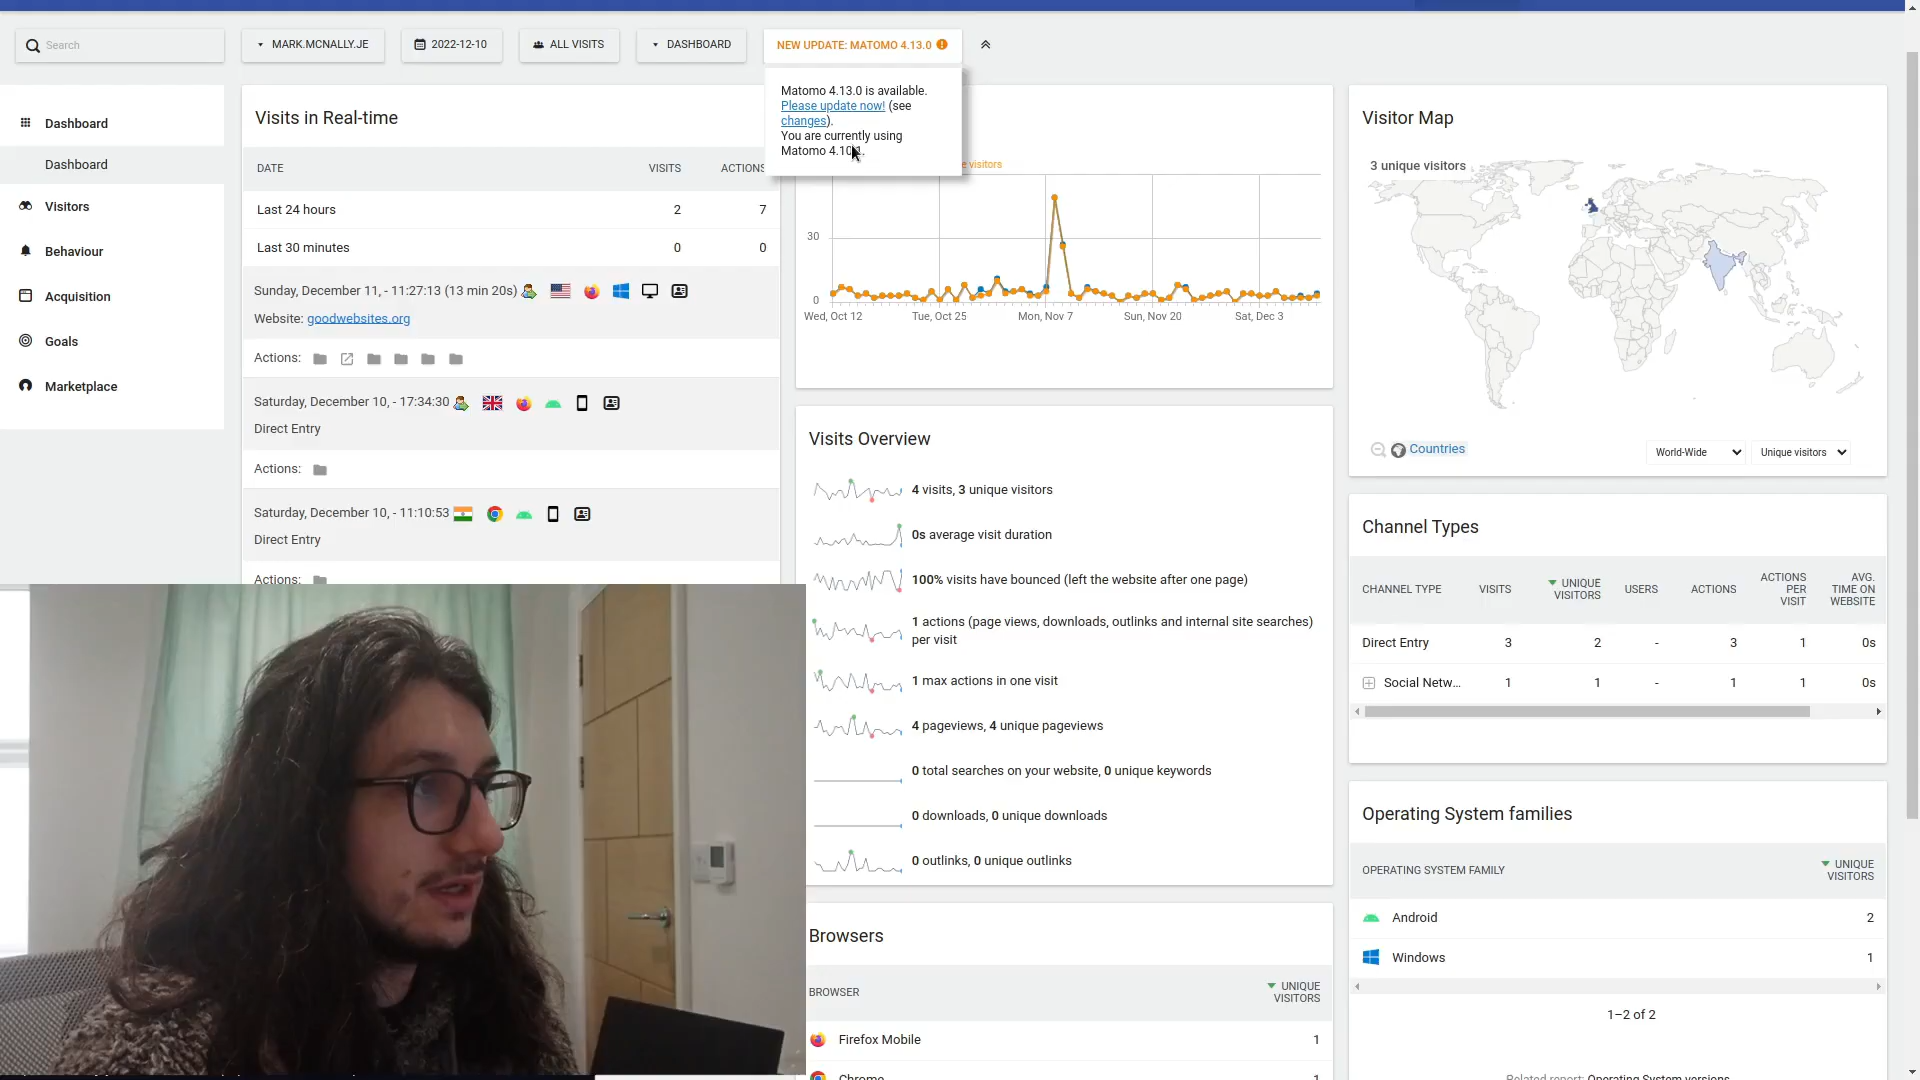 Search
MARK.MCNALLY.JE
2022-12-10
ALL VISITS
DASHBOARD
NEW UPDATE: MATOMO 4.13.0
Matomo 4.13.0 is available.
Please update now! (see
changes).
You are currently using
Matomo 4.10.1.
Dashboard
Dashboard
Visitors
Behaviour
Acquisition
Goals
Marketplace
Visits in Real-time
DATE VISITS ACTIONS
Last 24 hours 2 7
Last 30 minutes 0 0
Sunday, December 11, - 11:27:13 (13 min 20s)
Website: goodwebsites.org
Actions:
Saturday, December 10, - 17:34:30
Direct Entry
Actions:
Saturday, December 10, - 11:10:53
Direct Entry
Actions:
visitors
30
0
Wed, Oct 12 Tue, Oct 25 Mon, Nov 7 Sun, Nov 20 Sat, Dec 3
Visits Overview
4 visits, 3 unique visitors
0s average visit duration
100% visits have bounced (left the website after one page)
1 actions (page views, downloads, outlinks and internal site searches)
per visit
1 max actions in one visit
4 pageviews, 4 unique pageviews
0 total searches on your website, 0 unique keywords
0 downloads, 0 unique downloads
0 outlinks, 0 unique outlinks
Browsers
BROWSER UNIQUE
VISITORS
Firefox Mobile 1
Chrome 1
Visitor Map
3 unique visitors
Countries
World-Wide
Unique visitors
Channel Types
CHANNEL TYPE VISITS UNIQUE
VISITORS USERS ACTIONS ACTIONS
PER
VISIT AVG.
TIME ON
WEBSITE
Direct Entry 3 2 - 3 1 0s
Social Netw... 1 1 - 1 1 0s
Operating System families
OPERATING SYSTEM FAMILY UNIQUE
VISITORS
Android 2
Windows 1
1–2 of 2
Related report: Operating System versions